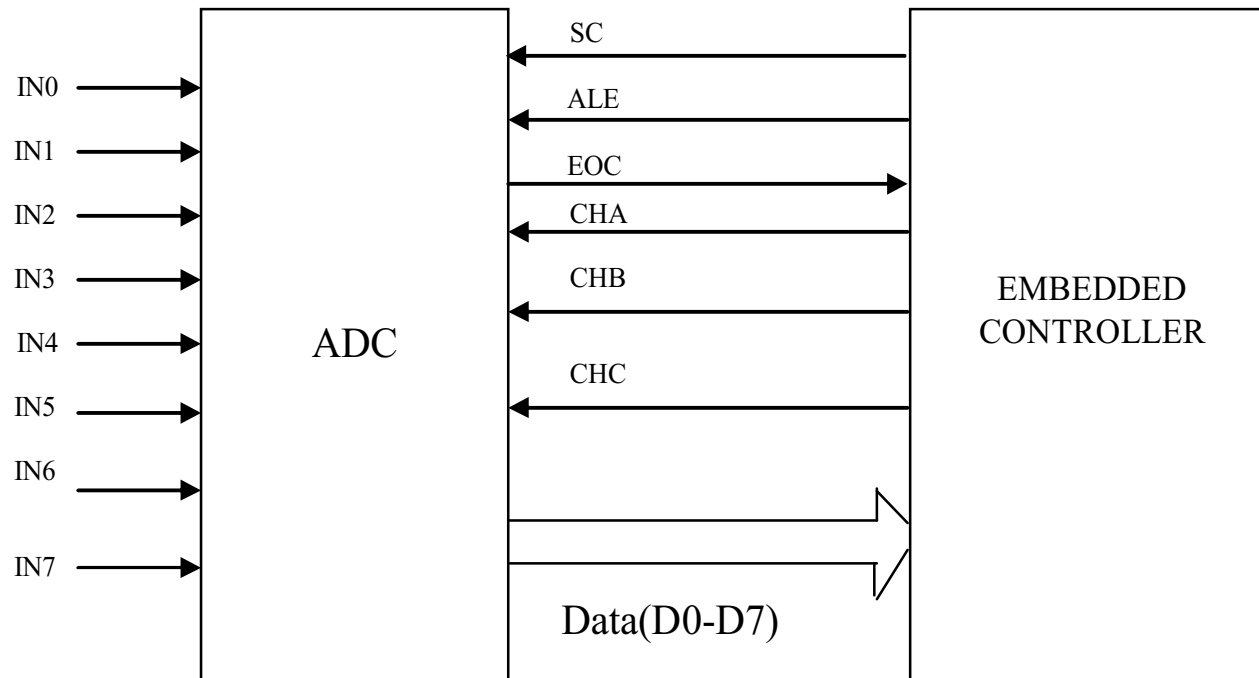 IN0
IN1
IN2
IN3
IN4
IN5
IN6
IN7
ADC
SC
ALE
EOC
CHA
CHB
CHC
Data(D0-D7)
EMBEDDED
CONTROLLER